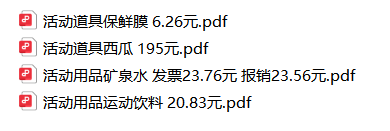 活动道具保鲜膜 6.26元.pdf
活动道具西瓜 195元.pdf
活动用品矿泉水 发票23.76元 报销23.56元.pdf
活动用品运动饮料 20.83元.pdf